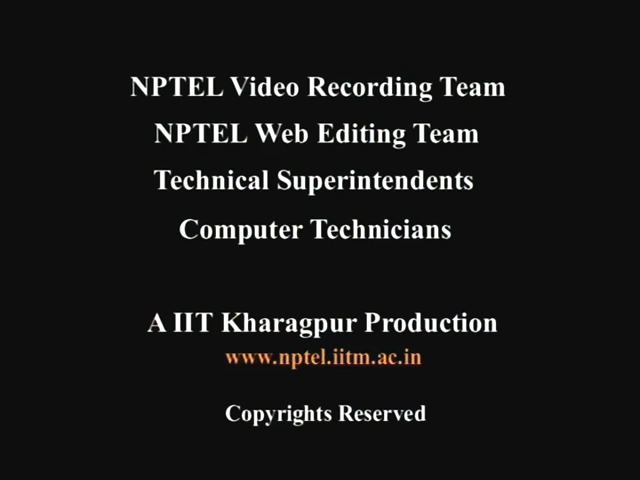 NPTEL Video Recording Team
NPTEL Web Editing Team
Technical Superintendents
Computer Technicians
A IIT Kharagpur Production
www.nptel.iitm.ac.in
Copyrights Reserved